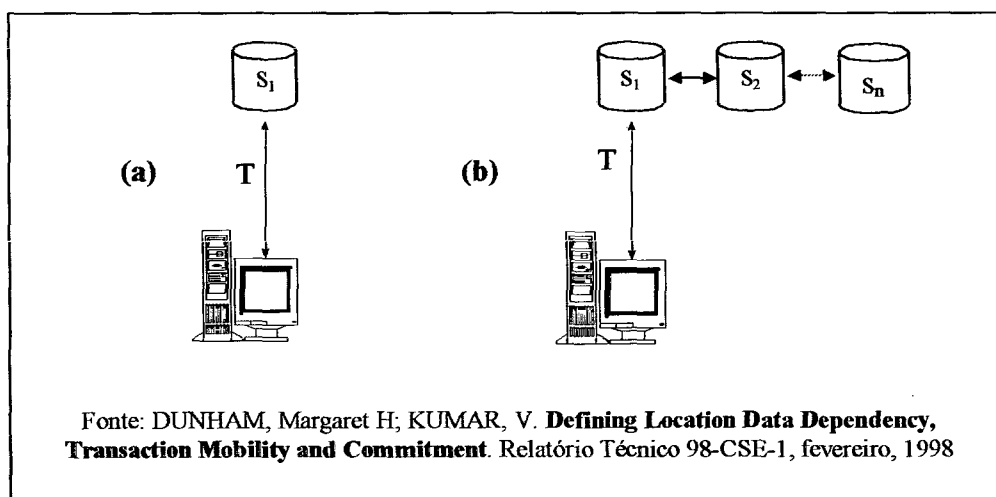 S1
S1
S2
Sn
(a)
T
(b)
T
Fonte: DUNHAM, Margaret H; KUMAR, V. Defining Location Data Dependency,
Transaction Mobility and Commitment. Relatório Técnico 98-CSE-1, fevereiro, 1998